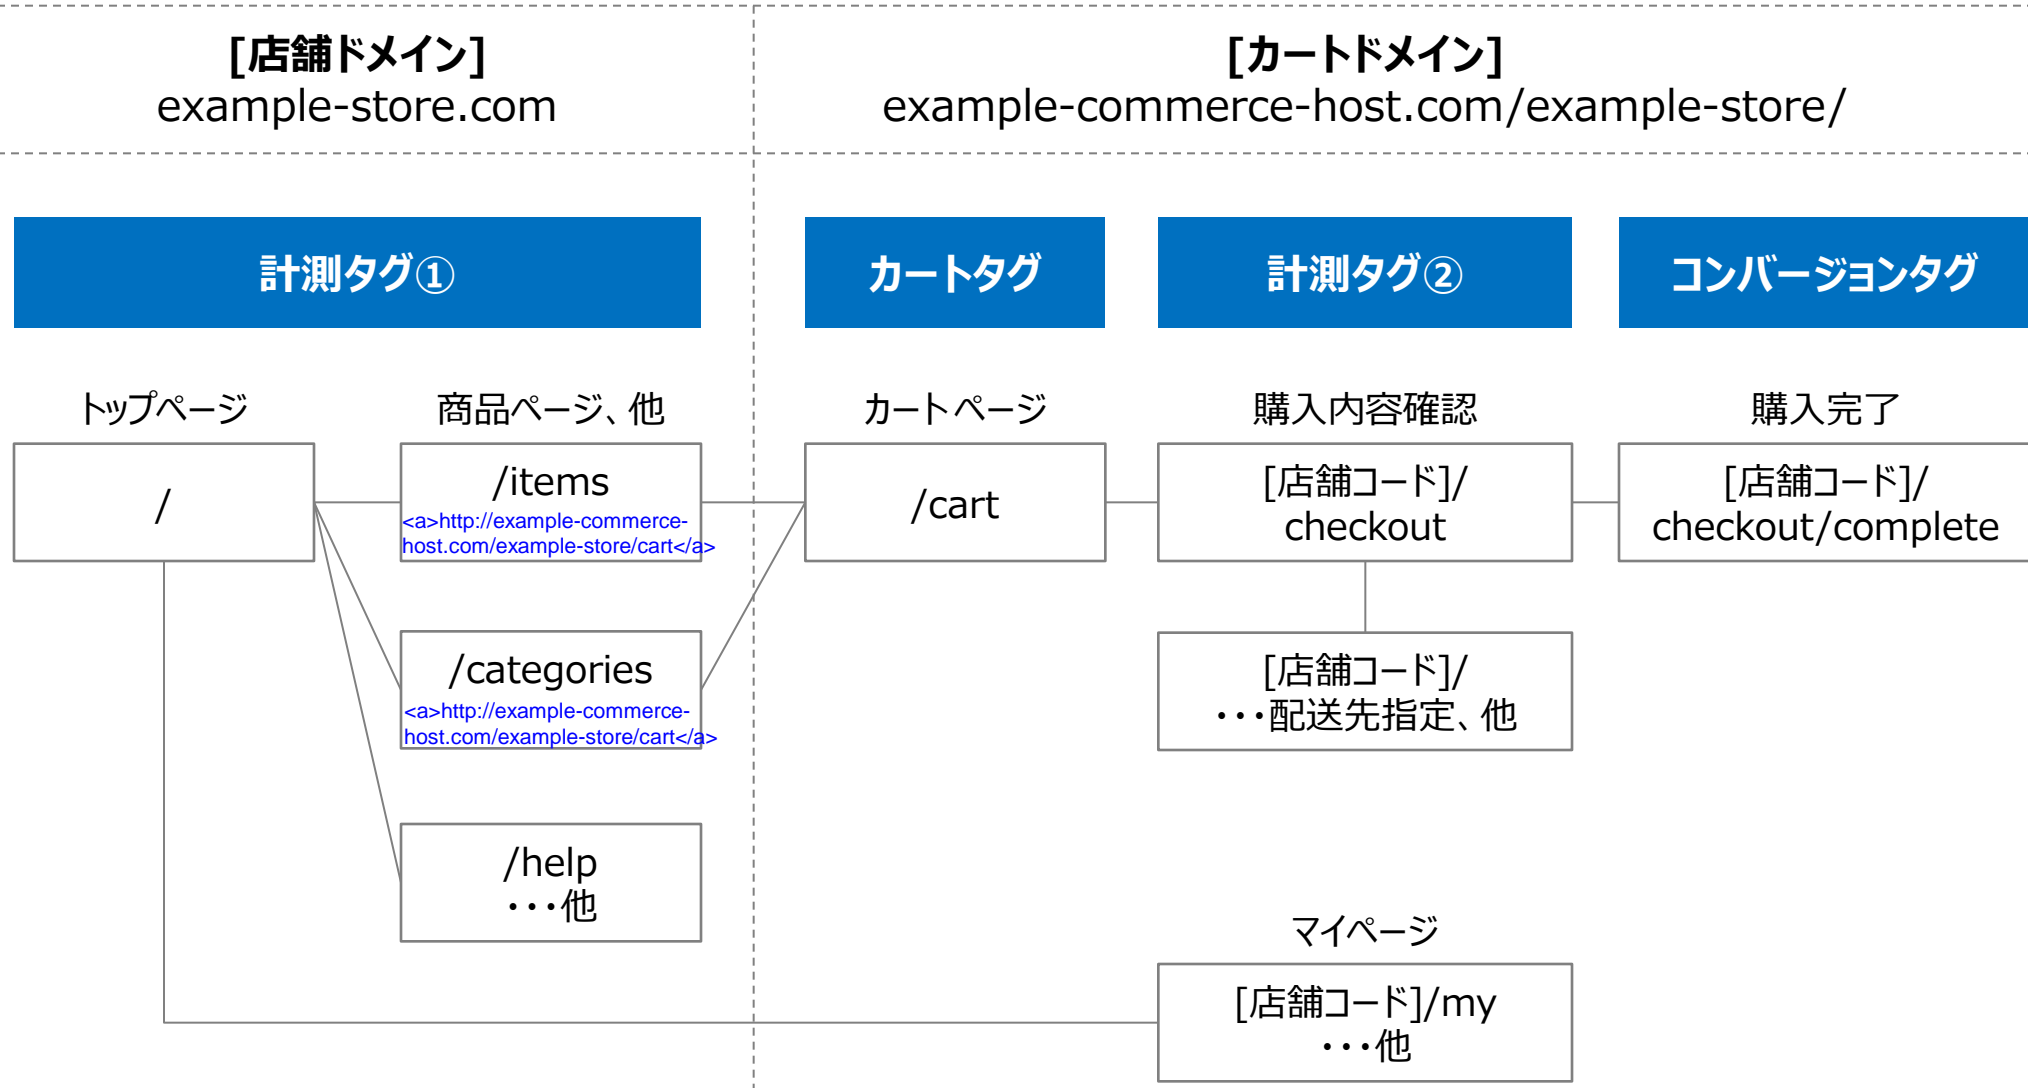 [店舗ドメイン]
example-store.com
[カートドメイン]
example-commerce-host.com/example-store/
計測タグ①
カートタグ
計測タグ②
コンバージョンタグ
トップページ
商品ページ、他
カートページ
購入内容確認
購入完了
/
/items
<a>http://example-commerce-
host.com/example-store/cart</a>
/cart
[店舗コード]/
checkout
[店舗コード]/
checkout/complete
/categories
<a>http://example-commerce-
host.com/example-store/cart</a>
[店舗コード]/
・・・配送先指定、他
/help
・・・他
マイページ
[店舗コード]/my
・・・他